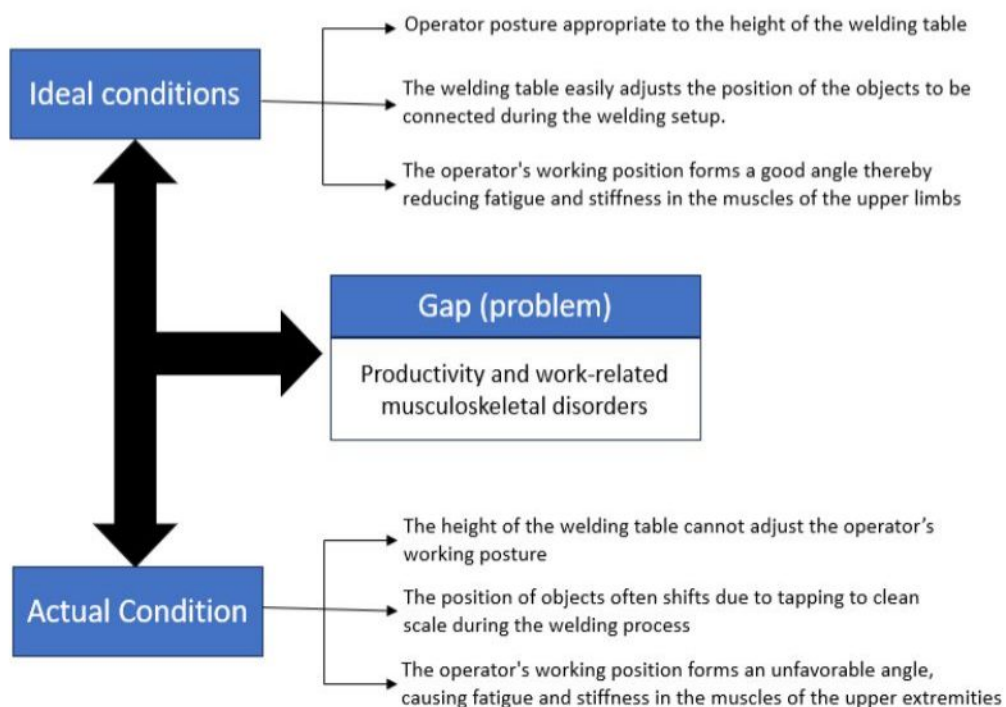 Operator posture appropriate to the height of the welding table
Ideal conditions
The welding table easily adjusts the position of the objects to be
connected during the welding setup.
The operator's working position forms a good angle thereby
reducing fatigue and stiffness in the muscles of the upper limbs
Gap (problem)
Productivity and work-related
musculoskeletal disorders
The height of the welding table cannot adjust the operator’s
working posture
Actual Condition
The position of objects often shifts due to tapping to clean
scale during the welding process
The operator's working position forms an unfavorable angle,
causing fatigue and stiffness in the muscles of the upper extremities